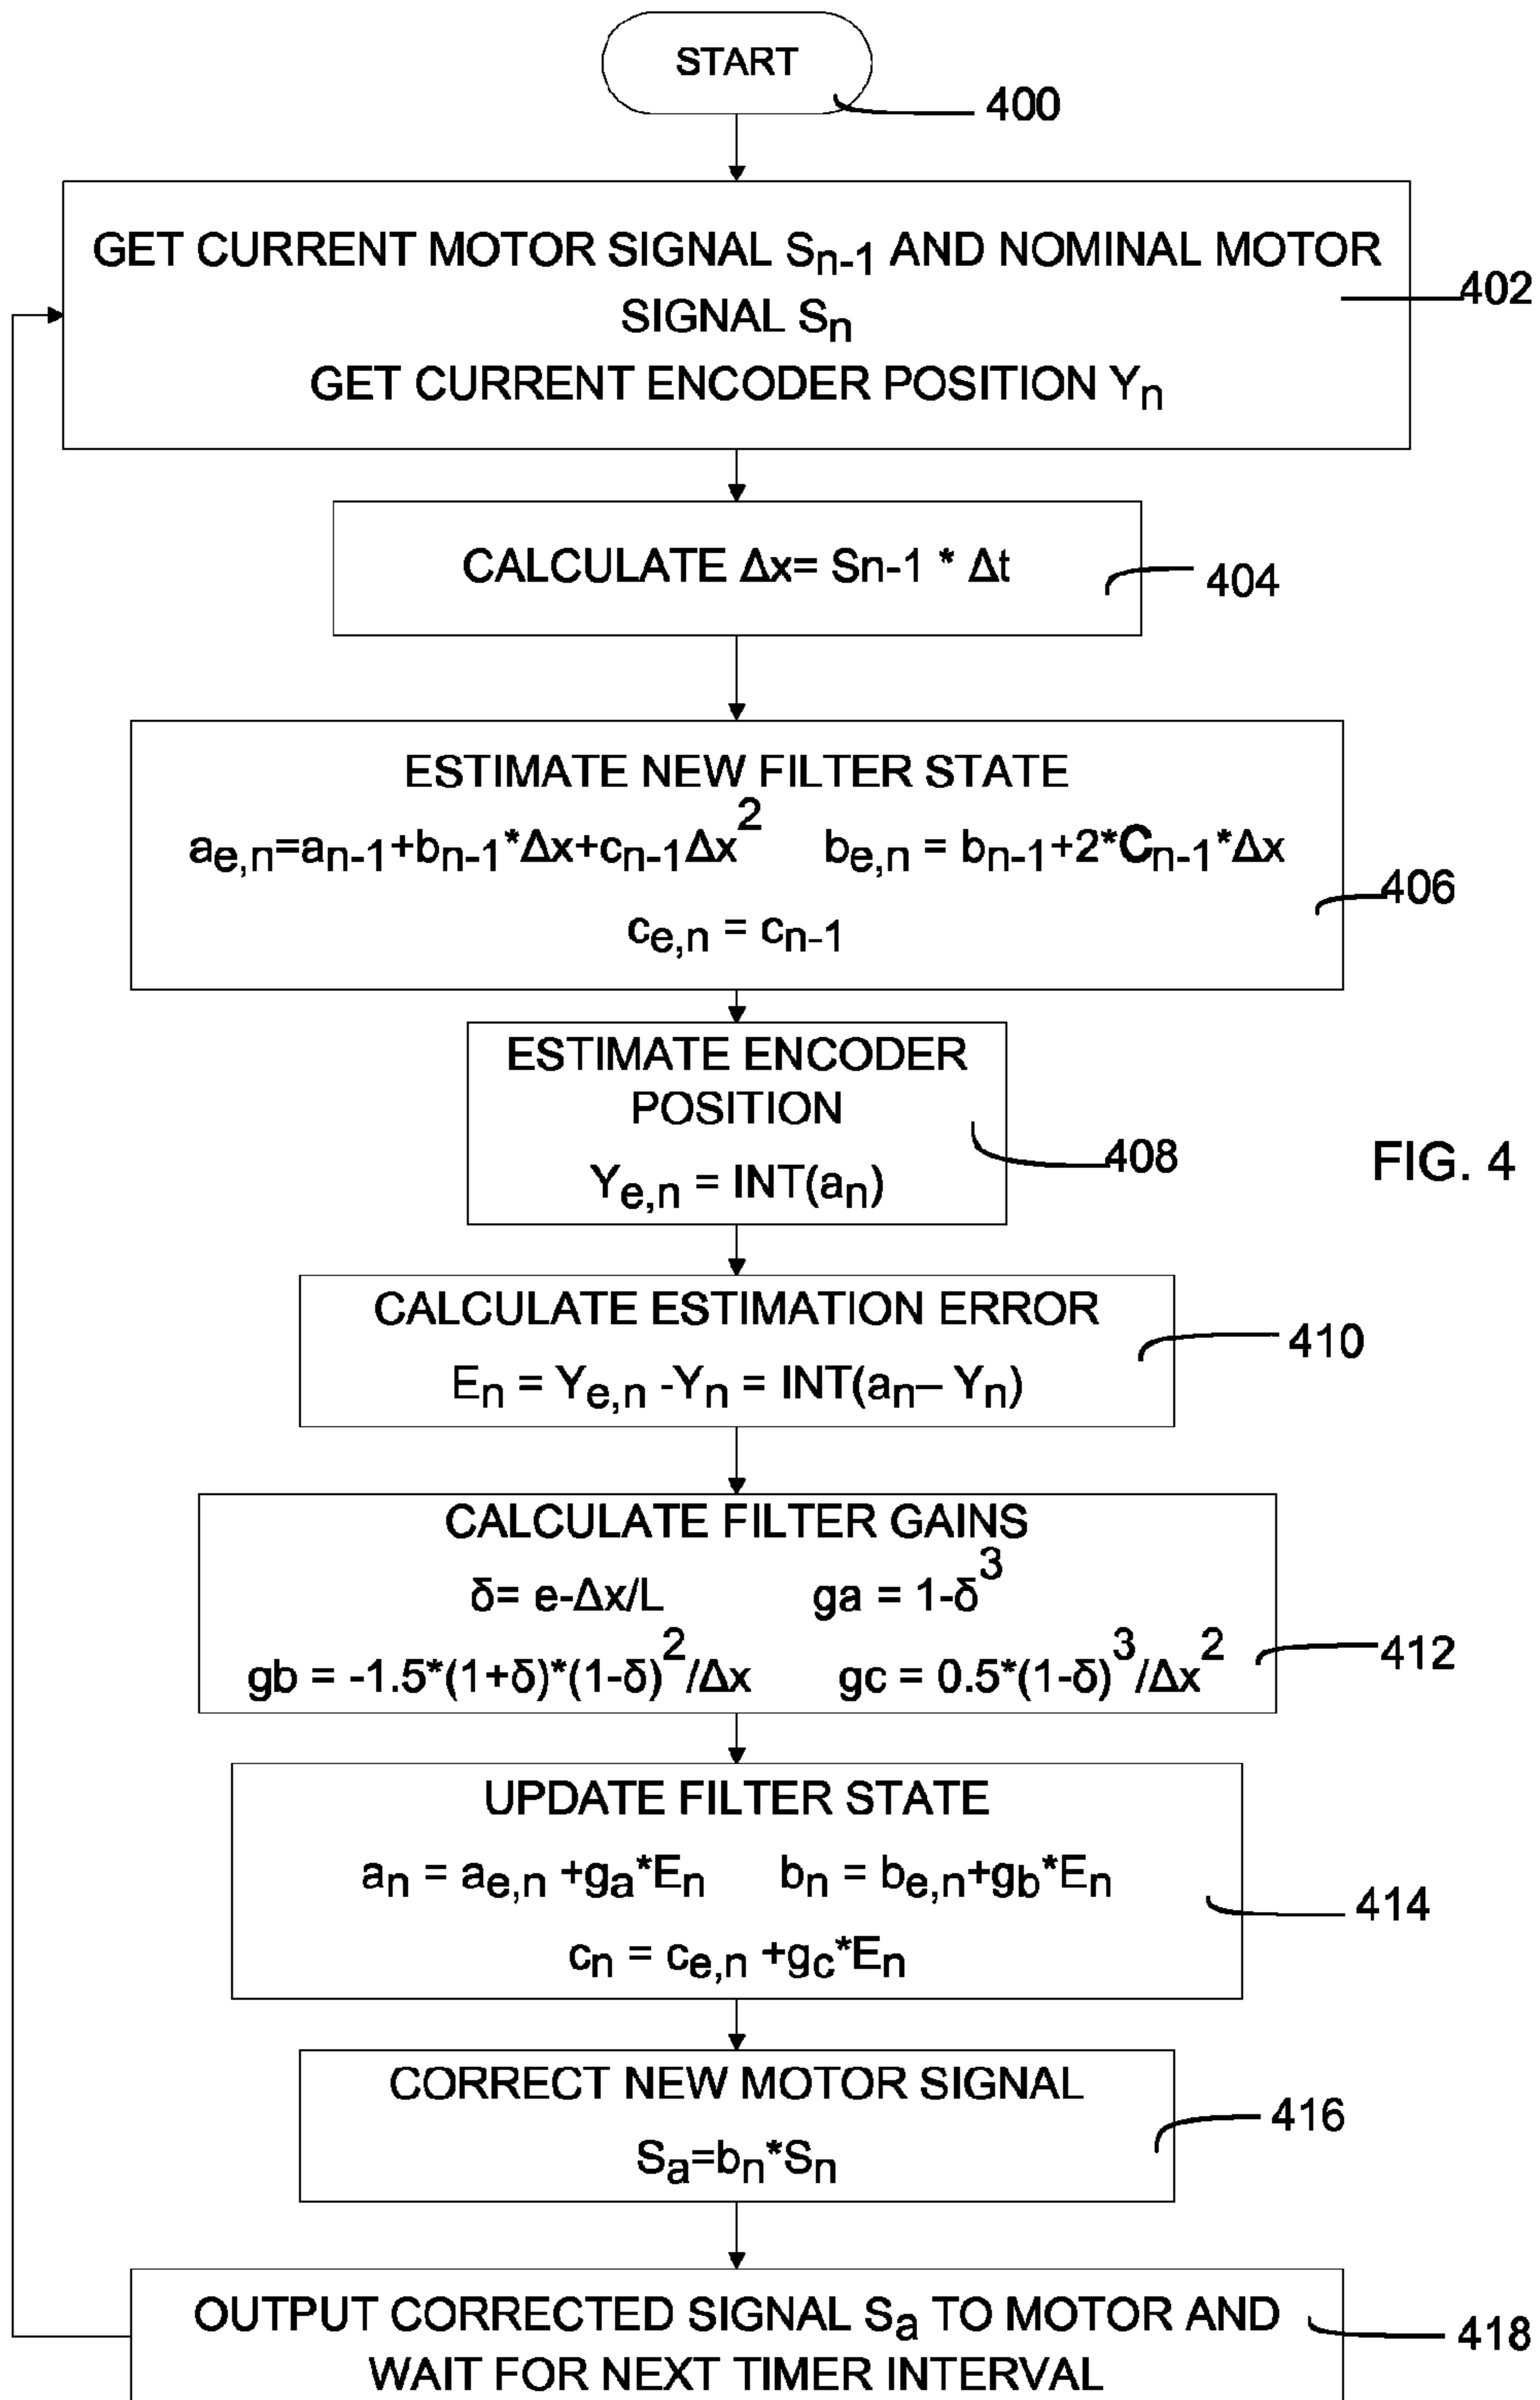 START
400
GET CURRENT MOTOR SIGNAL Sn-1 AND NOMINAL MOTOR
SIGNAL Sn
GET CURRENT ENCODER POSITION Yn
402
CALCULATE Δx= Sn-1 * Δt
404
ESTIMATE NEW FILTER STATE
ae,n=an-1+bn-1*Δx+cn-1Δx² be,n = bn-1+2*Cn-1*Δx
ce,n = cn-1
406
ESTIMATE ENCODER
POSITION
Ye,n = INT(an)
408
FIG. 4
CALCULATE ESTIMATION ERROR
En = Ye,n -Yn = INT(an– Yn)
410
CALCULATE FILTER GAINS
δ= e-Δx/L ga = 1-δ³
gb = -1.5*(1+δ)*(1-δ)²/Δx gc = 0.5*(1-δ)³/Δx²
412
UPDATE FILTER STATE
an = ae,n +ga*En bn = be,n+gb*En
cn = ce,n +gc*En
414
CORRECT NEW MOTOR SIGNAL
Sa=bn*Sn
416
OUTPUT CORRECTED SIGNAL Sa TO MOTOR AND
WAIT FOR NEXT TIMER INTERVAL
418